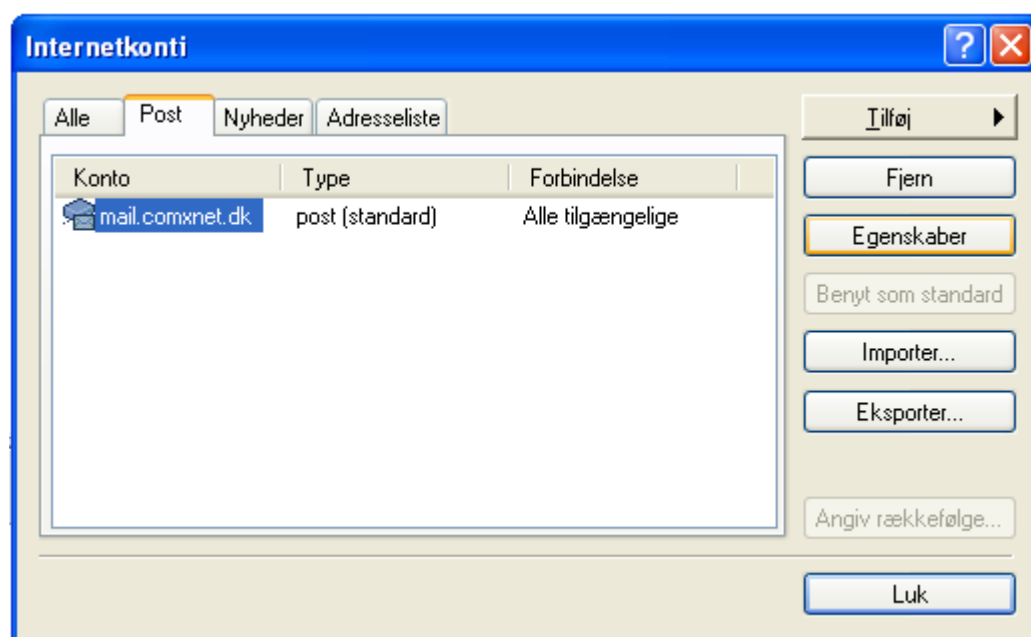 Internetkonti
Alle Post Nyheder Adresseliste
Konto Type Forbindelse
mail.comxnet.dk post (standard) Alle tilgængelige
Tilføj
Fjern
Egenskaber
Benyt som standard
Importer...
Eksporter...
Angiv rækkefølge...
Luk